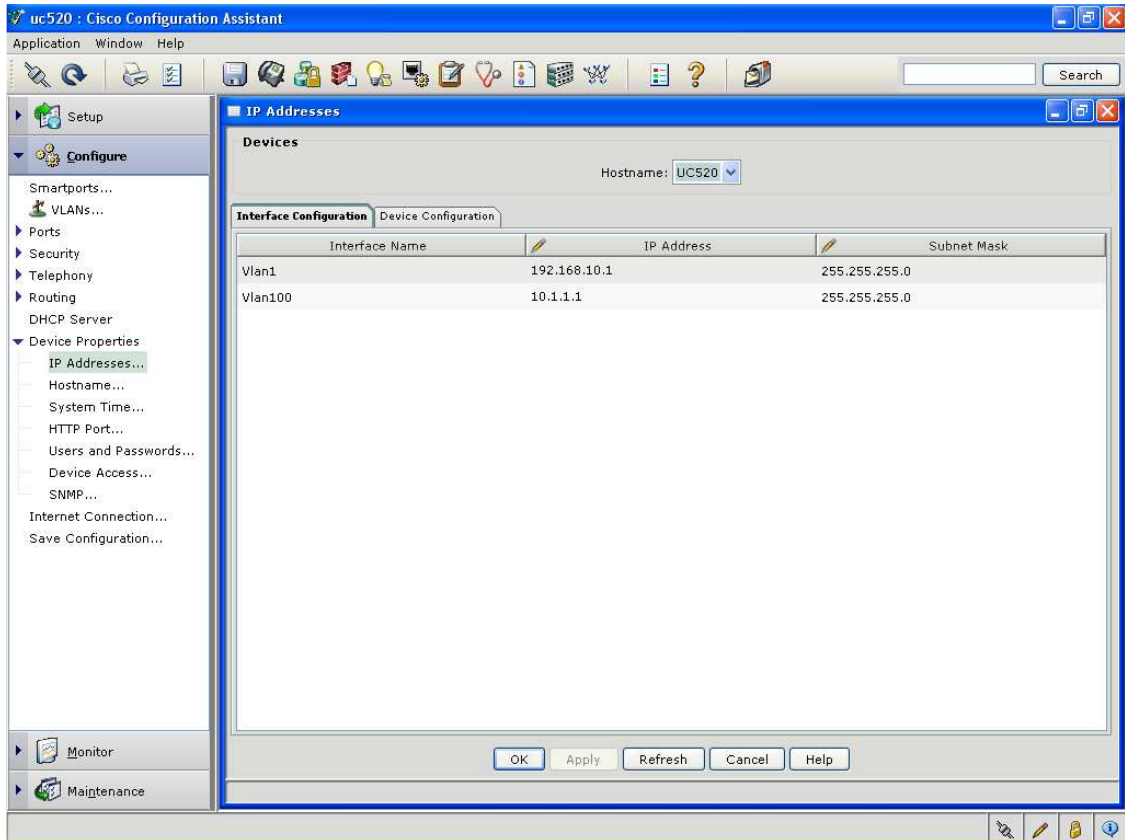 uc520 : Cisco Configuration Assistant
Application Window Help
Search
Setup
Configure
Smartports...
VLANs...
Ports
Security
Telephony
Routing
DHCP Server
Device Properties
IP Addresses...
Hostname...
System Time...
HTTP Port...
Users and Passwords...
Device Access...
SNMP...
Internet Connection...
Save Configuration...
Monitor
Maintenance
IP Addresses
Devices
Hostname: UC520
Interface Configuration Device Configuration
Interface Name IP Address Subnet Mask
Vlan1 192.168.10.1 255.255.255.0
Vlan100 10.1.1.1 255.255.255.0
OK Apply Refresh Cancel Help